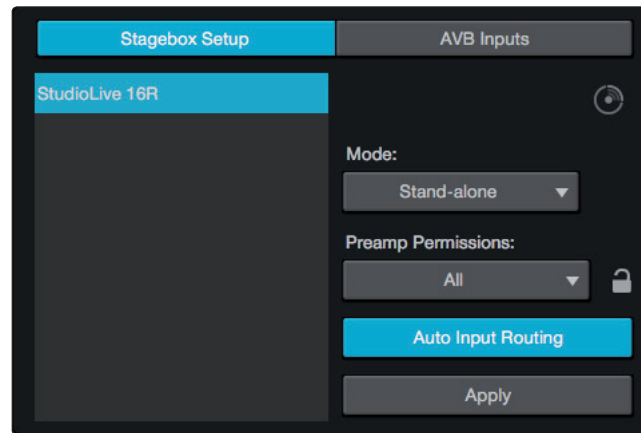 Stagebox Setup
AVB Inputs
StudioLive 16R
Mode:
Stand-alone
Preamp Permissions:
All
Auto Input Routing
Apply